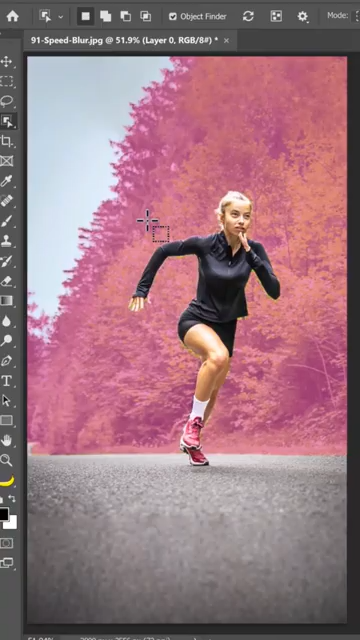 Object Finder
Mode:
91-Speed-Blur.jpg @ 51.9% (Layer 0, RGB/8#) *